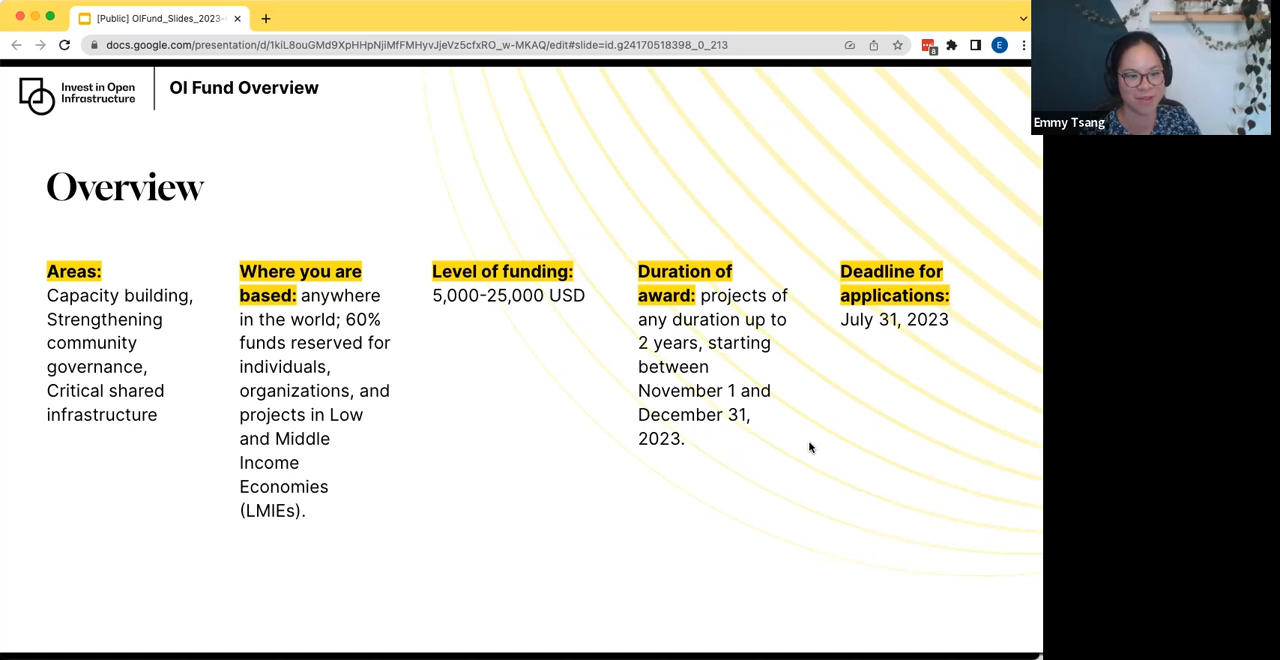 [Public] OIFund_Slides_2023-
docs.google.com/presentation/d/1kiL8ouGMd9XpHHpNjiMfFMHyvJjeVz5cfxRO_w-MKAQ/edit#slide=id.g24170518398_0_213
8
E
Emmy Tsang
Invest in Open
Infrastructure
OI Fund Overview
Overview
Areas:
Capacity building,
Strengthening
community
governance,
Critical shared
infrastructure
Where you are
based: anywhere
in the world; 60%
funds reserved for
individuals,
organizations, and
projects in Low
and Middle
Income
Economies
(LMIEs).
Level of funding:
5,000-25,000 USD
Duration of
award: projects of
any duration up to
2 years, starting
between
November 1 and
December 31,
2023.
Deadline for
applications:
July 31, 2023